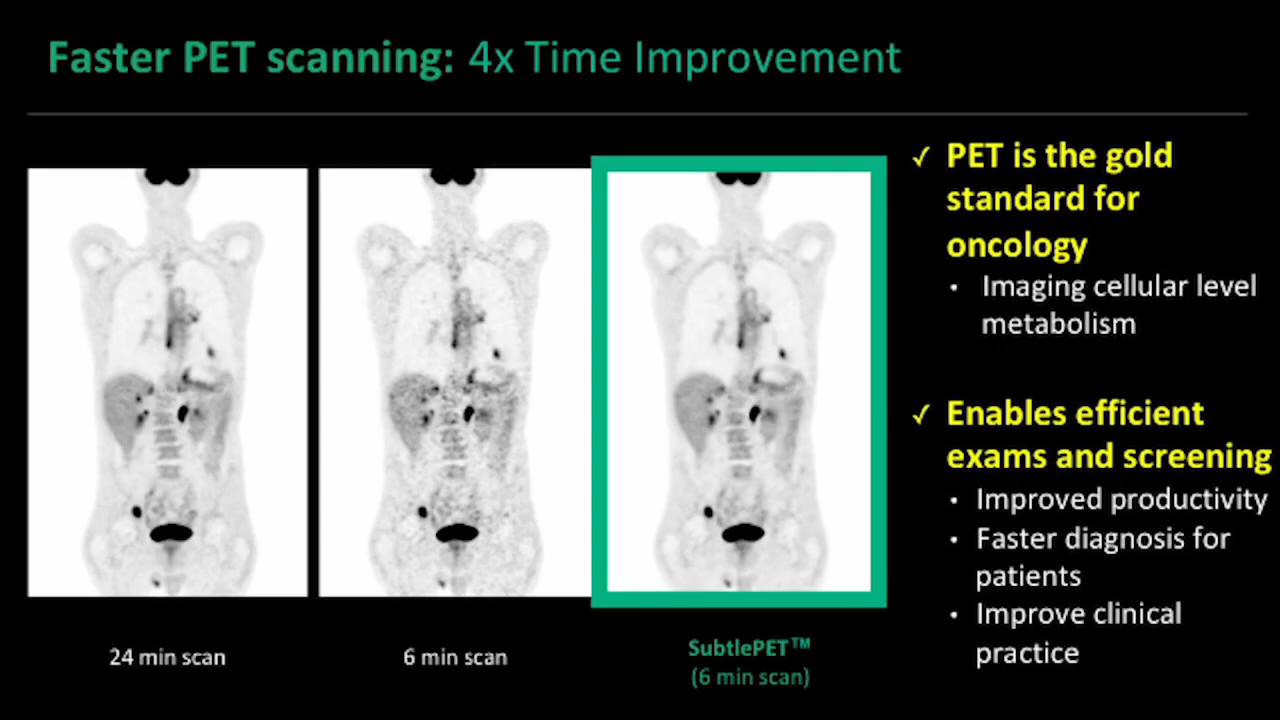 Faster PET scanning: 4x Time Improvement
24 min scan
6 min scan
SubtlePET™
(6 min scan)
✓ PET is the gold
standard for
oncology
• Imaging cellular level
metabolism
✓ Enables efficient
exams and screening
• Improved productivity
• Faster diagnosis for
patients
• Improve clinical
practice